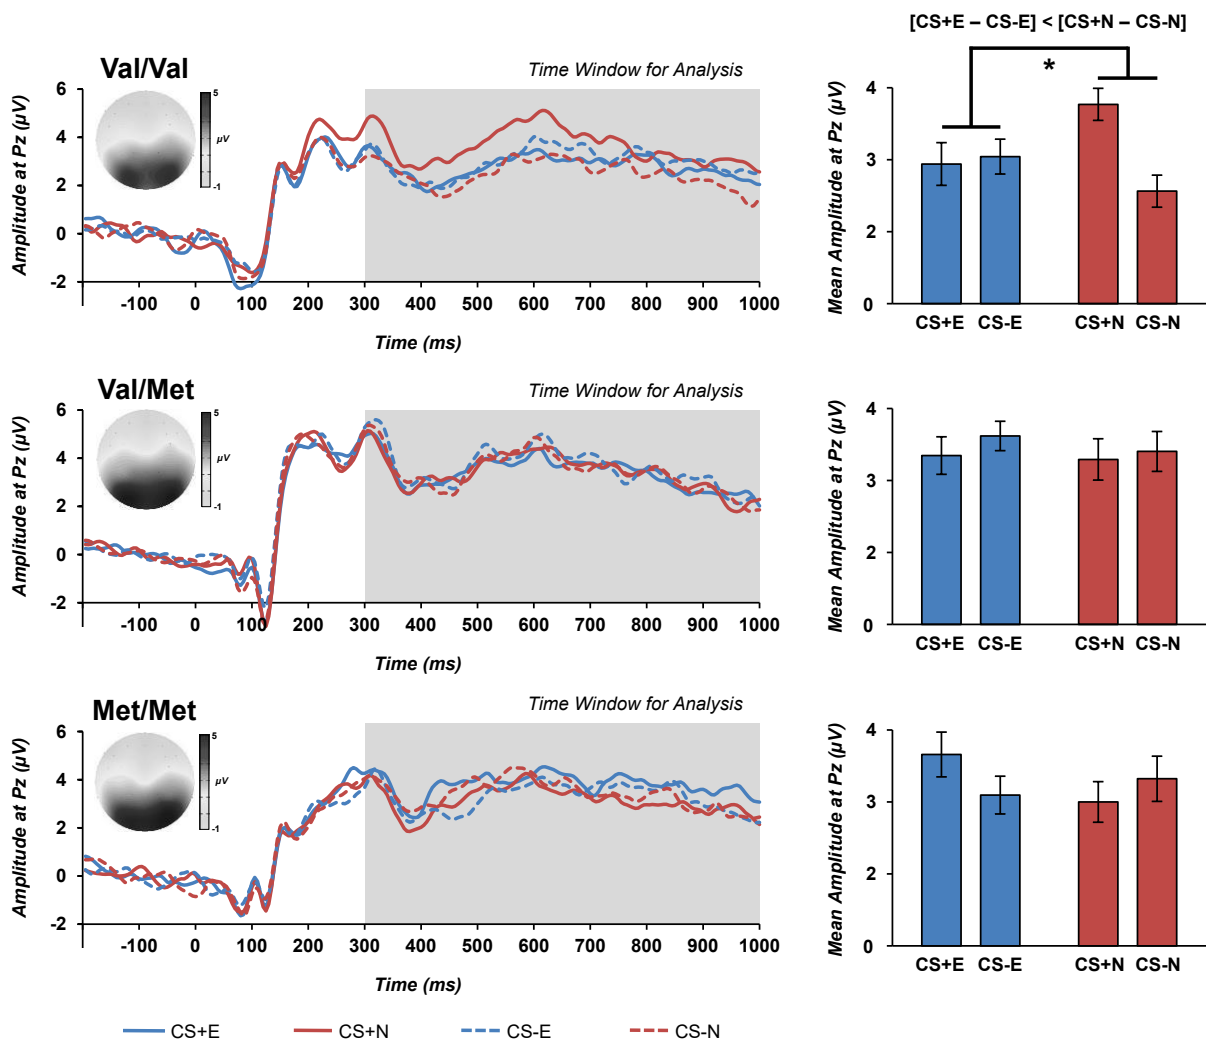 [CS+E – CS-E] < [CS+N – CS-N]
*
Val/Val
Time Window for Analysis
Amplitude at Pz (µV)
6
4
2
0
-2
5
µV
-1
-100 0 100 200 300 400 500 600 700 800 900 1000
Time (ms)
Mean Amplitude at Pz (µV)
4
3
2
0
CS+E CS-E CS+N CS-N
Val/Met
Time Window for Analysis
Amplitude at Pz (µV)
6
4
2
0
-2
5
µV
-1
-100 0 100 200 300 400 500 600 700 800 900 1000
Time (ms)
Mean Amplitude at Pz (µV)
4
3
2
0
CS+E CS-E CS+N CS-N
Met/Met
Time Window for Analysis
Amplitude at Pz (µV)
6
4
2
0
-2
5
µV
-1
-100 0 100 200 300 400 500 600 700 800 900 1000
Time (ms)
Mean Amplitude at Pz (µV)
4
3
2
0
CS+E CS-E CS+N CS-N
CS+E CS+N CS-E CS-N